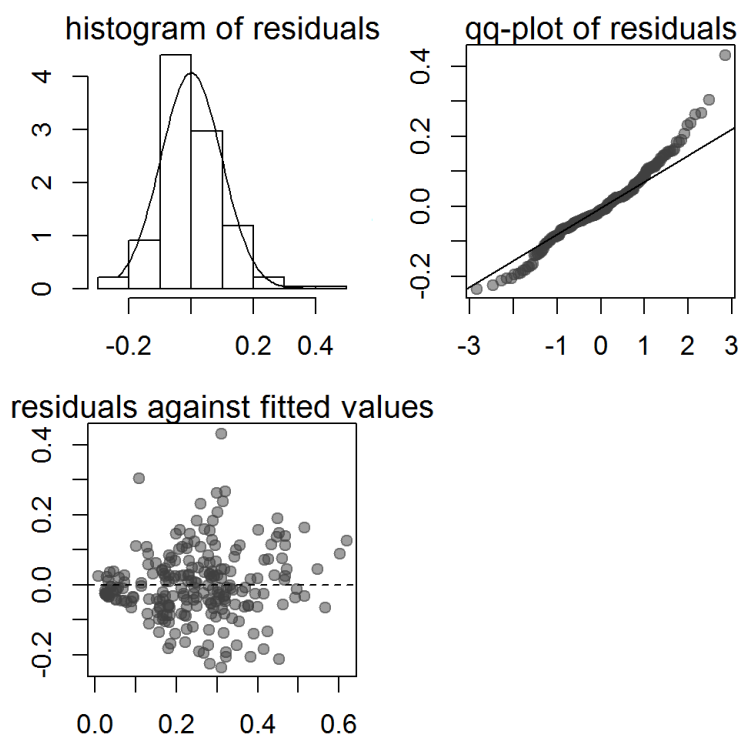 histogram of residuals
4
3
2
1
0
-0.2 0.2 0.4
qq-plot of residuals
0.4
0.2
0.0
-0.2
-3 -1 0 1 2 3
residuals against fitted values
0.4
0.2
0.0
-0.2
0.0 0.2 0.4 0.6